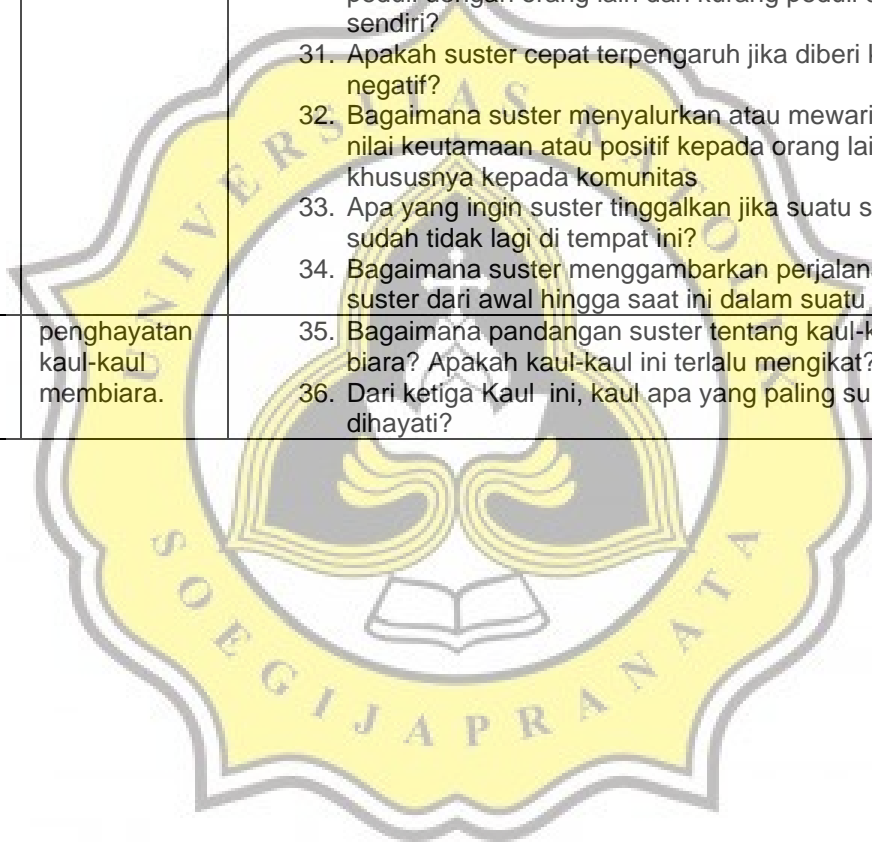 sendiri?
31. Apakah suster cepat terpengaruh jika diberi
negatif?
32. Bagaimana suster menyalurkan atau
nilai keutamaan atau positif kepada orang
khususnya kepada komunitas
33. Apa yang ingin suster tinggalkan jika suatu
sudah tidak lagi di tempat ini?
34. Bagaimana suster menggambarkan
suster dari awal hingga saat ini dalam suatu
penghayatan
kaul-kaul
membiara.
35. Bagaimana pandangan suster tentang
biara? Apakah kaul-kaul ini terlalu mengikat?
36. Dari ketiga Kaul ini, kaul apa yang paling
dihayati?
UNIVERSITAS KATOLIK
SOEGIJAPRANATA